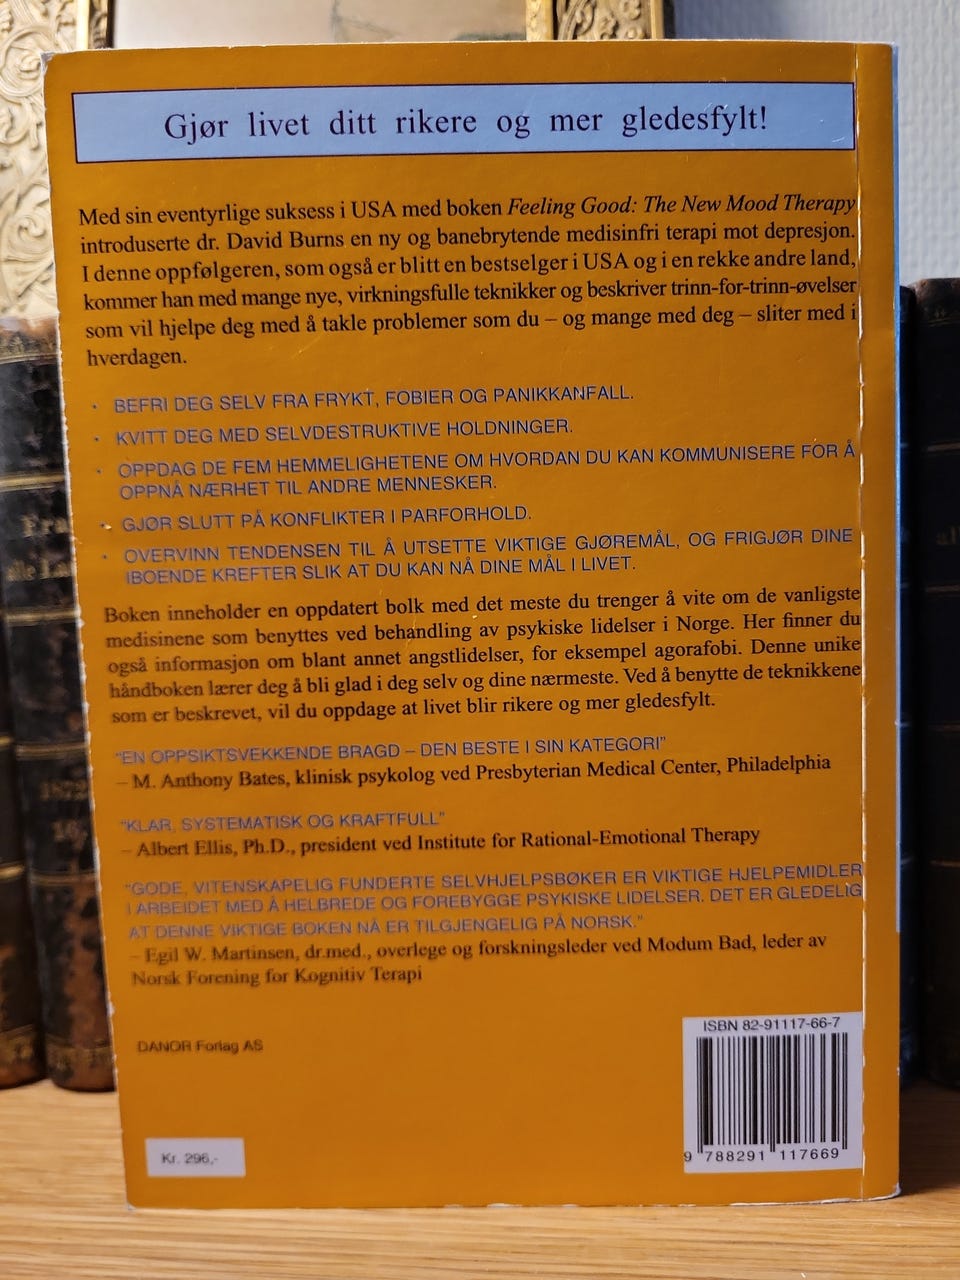 Gjør livet ditt rikere og mer gledesfylt!
Med sin eventyrlige suksess i USA med boken Feeling Good: The New Mood Therapy
introduserte dr. David Burns en ny og banebrytende medisinfri terapi mot depresjon.
I denne oppfølgeren, som også er blitt en bestselger i USA og i en rekke andre land,
kommer han med mange nye, virkningsfulle teknikker og beskriver trinn-for-trinn-øvelser
som vil hjelpe deg med å takle problemer som du – og mange med deg – sliter med i
hverdagen.
· BEFRI DEG SELV FRA FRYKT, FOBIER OG PANIKKANFALL.
· KVITT DEG MED SELVDESTRUKTIVE HOLDNINGER.
· OPPDAG DE FEM HEMMELIGHETENE OM HVORDAN DU KAN KOMMUNISERE FOR Å
OPPNÅ NÆRHET TIL ANDRE MENNESKER.
· GJØR SLUTT PÅ KONFLIKTER I PARFORHOLD.
· OVERVINN TENDENSEN TIL Å UTSETTE VIKTIGE GJØREMÅL, OG FRIGJØR DINE
IBOENDE KREFTER SLIK AT DU KAN NÅ DINE MÅL I LIVET.
Boken inneholder en oppdatert bolk med det meste du trenger å vite om de vanligste
medisinene som benyttes ved behandling av psykiske lidelser i Norge. Her finner du
også informasjon om blant annet angstlidelser, for eksempel agorafobi. Denne unike
håndboken lærer deg å bli glad i deg selv og dine nærmeste. Ved å benytte de teknikkene
som er beskrevet, vil du oppdage at livet blir rikere og mer gledesfylt.
"EN OPPSIKTSVEKKENDE BRAGD – DEN BESTE I SIN KATEGORI"
– M. Anthony Bates, klinisk psykolog ved Presbyterian Medical Center, Philadelphia
"KLAR, SYSTEMATISK OG KRAFTFULL"
– Albert Ellis, Ph.D., president ved Institute for Rational-Emotional Therapy
"GODE, VITENSKAPELIG FUNDERTE SELVHJELPSBØKER ER VIKTIGE HJELPEMIDLER
I ARBEIDET MED Å HELBREDE OG FOREBYGGE PSYKISKE LIDELSER. DET ER GLEDELIG
AT DENNE VIKTIGE BOKEN NÅ ER TILGJENGELIG PÅ NORSK."
– Egil W. Martinsen, dr.med., overlege og forskningsleder ved Modum Bad, leder av
Norsk Forening for Kognitiv Terapi
DANOR Forlag AS
ISBN 82-91117-66-7
9 788291 117669
Kr. 296,-